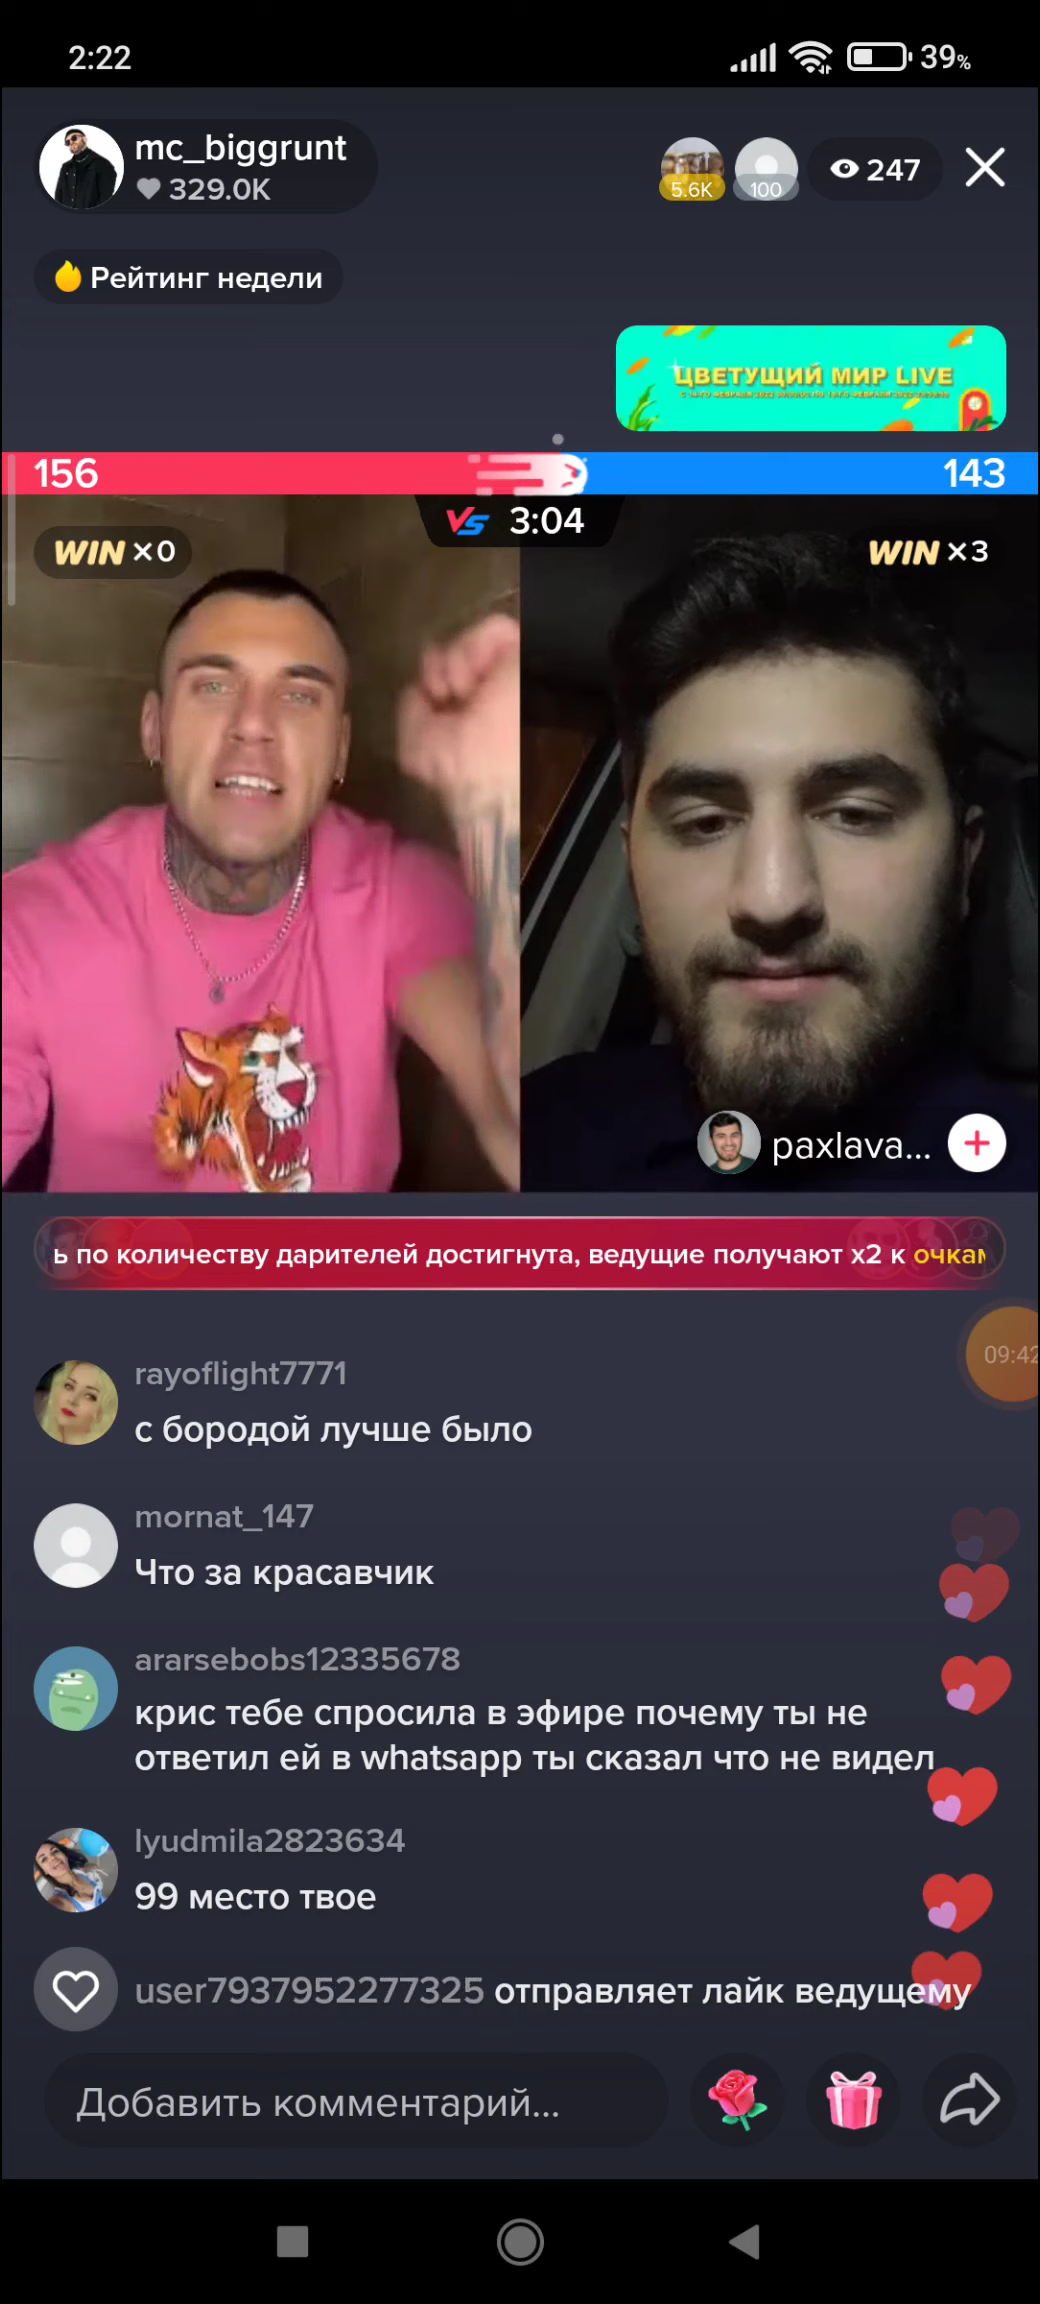 2:22
39%
mc_biggrunt
329.0K
5.6K
100
247
Рейтинг недели
ЦВЕТУЩИЙ МИР LIVE
156
143
VS 3:04
WIN ×0
WIN ×3
paxlava...
ь по количеству дарителей достигнута, ведущие получают x2 к очкам
09:42
rayoflight7771
с бородой лучше было
mornat_147
Что за красавчик
ararsebobs12335678
крис тебе спросила в эфире почему ты не
ответил ей в whatsapp ты сказал что не видел
lyudmila2823634
99 место твое
user7937952277325 отправляет лайк ведущему
Добавить комментарий...